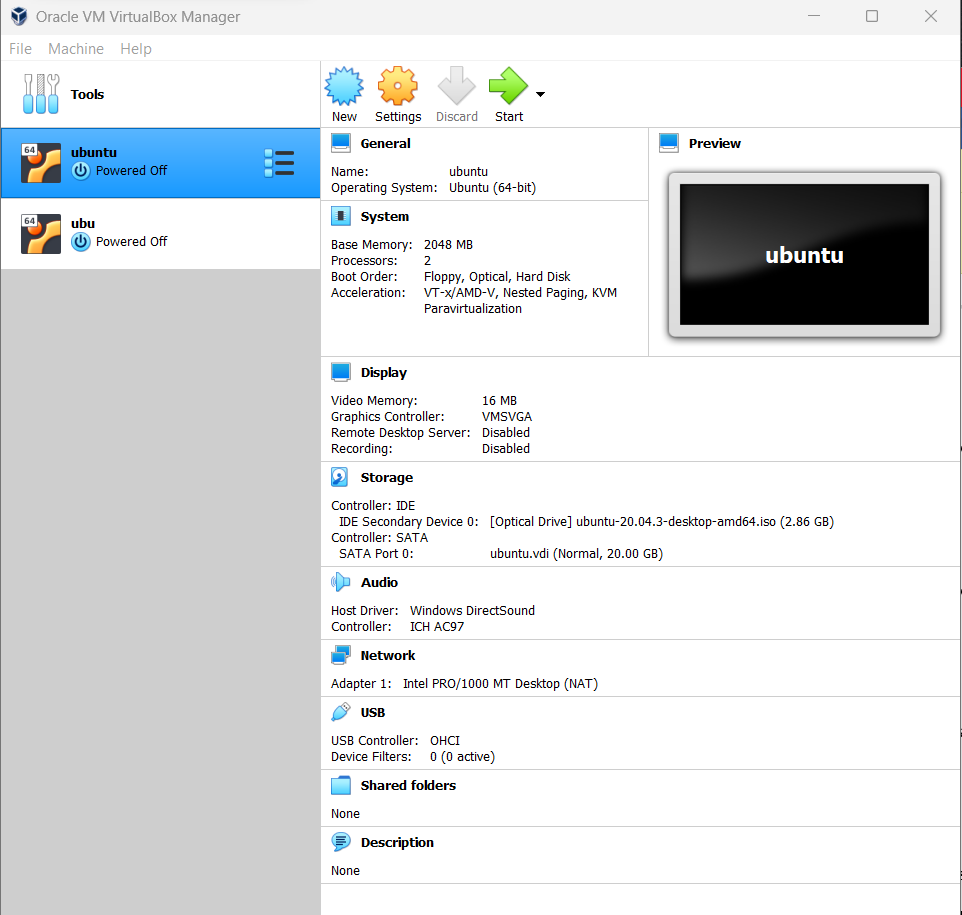 Oracle VM VirtualBox Manager
File Machine Help
Tools
New Settings Discard Start
64 ubuntu
Powered Off
64 ubu
Powered Off
General
Name: ubuntu
Operating System: Ubuntu (64-bit)
Preview
ubuntu
System
Base Memory: 2048 MB
Processors: 2
Boot Order: Floppy, Optical, Hard Disk
Acceleration: VT-x/AMD-V, Nested Paging, KVM
Paravirtualization
Display
Video Memory: 16 MB
Graphics Controller: VMSVGA
Remote Desktop Server: Disabled
Recording: Disabled
Storage
Controller: IDE
IDE Secondary Device 0: [Optical Drive] ubuntu-20.04.3-desktop-amd64.iso (2.86 GB)
Controller: SATA
SATA Port 0: ubuntu.vdi (Normal, 20.00 GB)
Audio
Host Driver: Windows DirectSound
Controller: ICH AC97
Network
Adapter 1: Intel PRO/1000 MT Desktop (NAT)
USB
USB Controller: OHCI
Device Filters: 0 (0 active)
Shared folders
None
Description
None